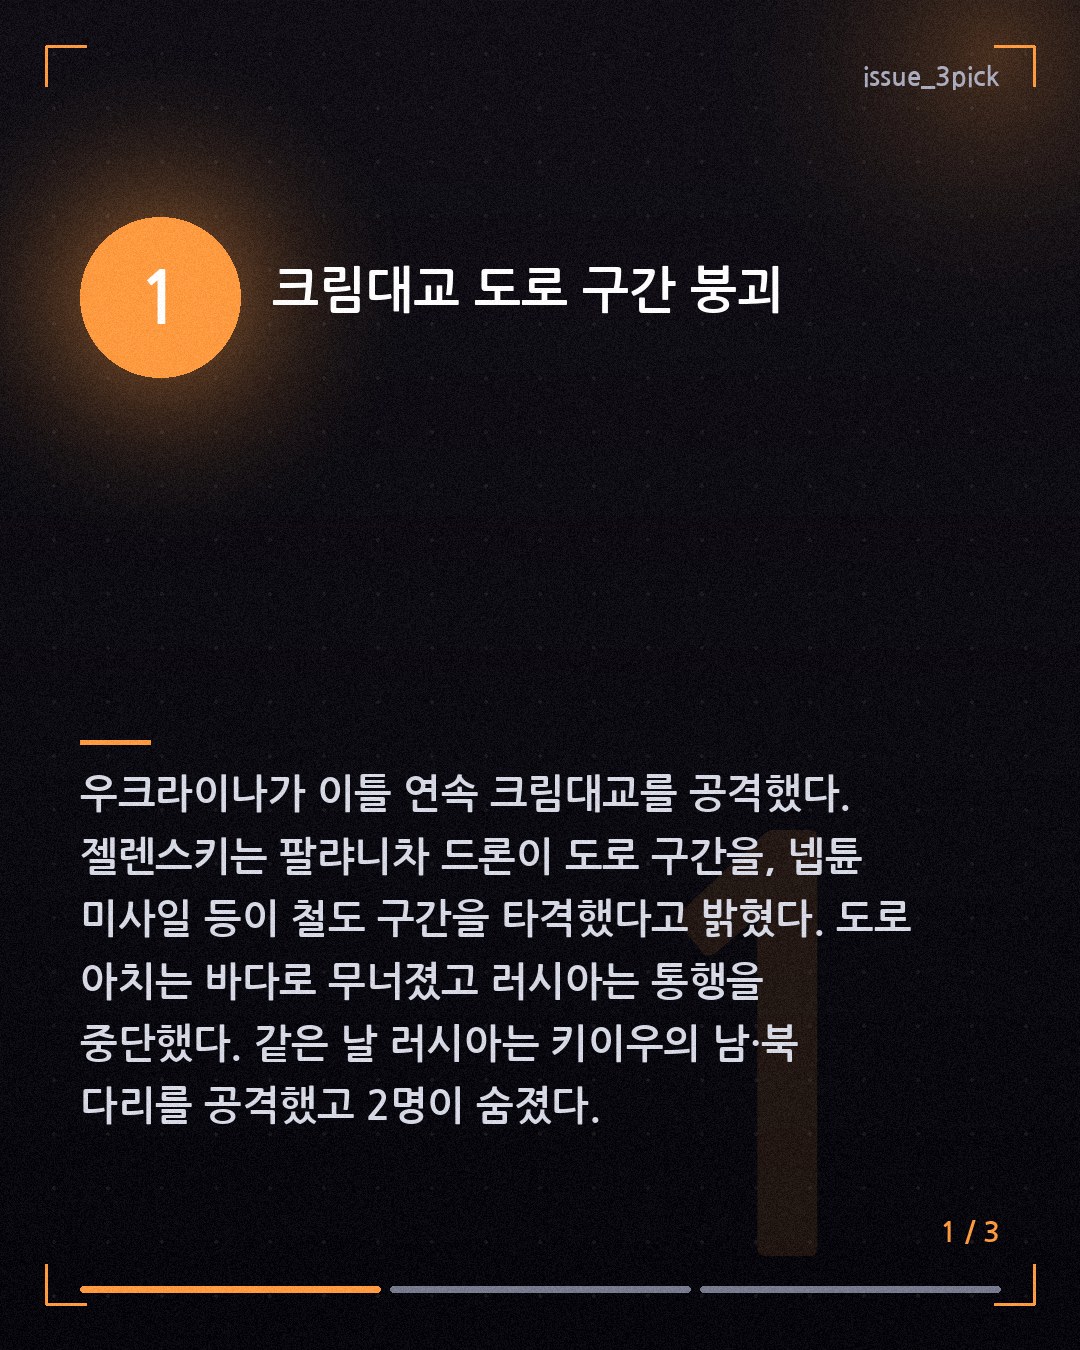 issue_3pick
1
크림대교 도로 구간 붕괴
우크라이나가 이틀 연속 크림대교를 공격했다.
젤렌스키는 팔랴니차 드론이 도로 구간을, 넵튠
미사일 등이 철도 구간을 타격했다고 밝혔다. 도로
아치는 바다로 무너졌고 러시아는 통행을
중단했다. 같은 날 러시아는 키이우의 남·북
다리를 공격했고 2명이 숨졌다.
1
1 / 3